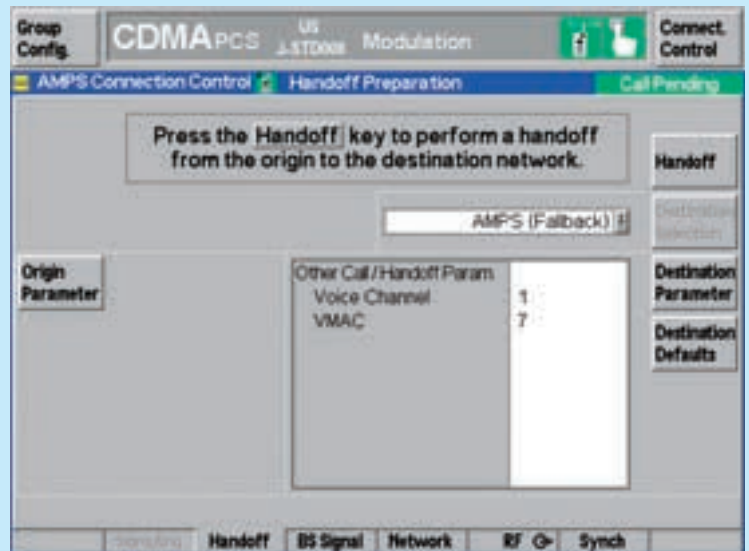 Group
Config.
CDMA PCS US
J-STD008 Modulation
Connect.
Control
AMPS Connection Control Handoff Preparation Call Pending
Press the Handoff key to perform a handoff
from the origin to the destination network.
Handoff
AMPS (Fallback)
Destination
Selection
Origin
Parameter
Other Call / Handoff Param
Voice Channel 1
VMAC 7
Destination
Parameter
Destination
Defaults
Handoff BS Signal Network RF Synch